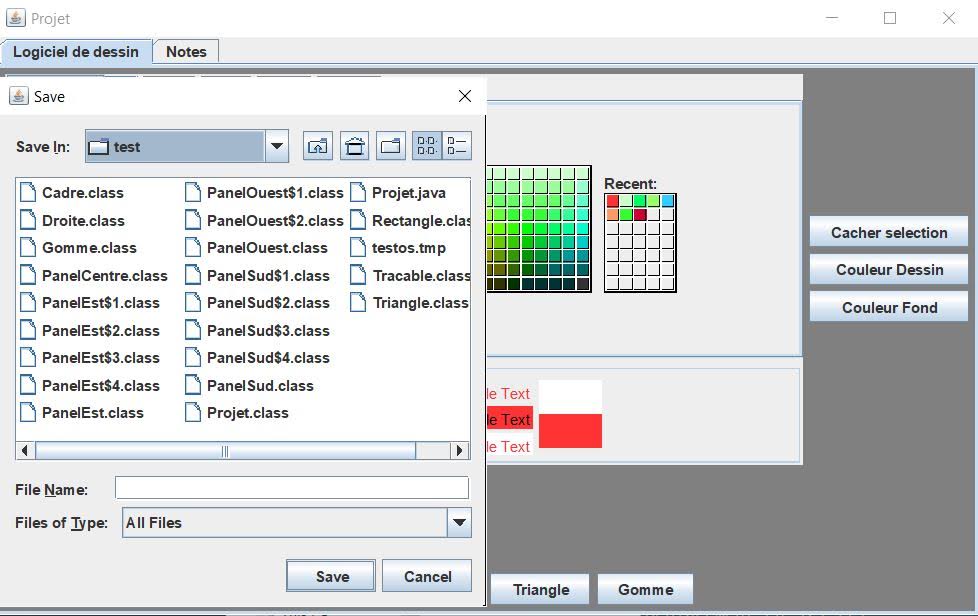 Projet
Logiciel de dessin
Notes
Save
Save In:
test
Cadre.class
Droite.class
Gomme.class
PanelCentre.class
PanelEst$1.class
PanelEst$2.class
PanelEst$3.class
PanelEst$4.class
PanelEst.class
PanelOuest$1.class
PanelOuest$2.class
PanelOuest.class
PanelSud$1.class
PanelSud$2.class
PanelSud$3.class
PanelSud$4.class
PanelSud.class
Projet.class
Projet.java
Rectangle.clas
testos.tmp
Tracable.class
Triangle.class
File Name:
Files of Type:
All Files
Save
Cancel
Recent:
le Text
le Text
le Text
Cacher selection
Couleur Dessin
Couleur Fond
Triangle
Gomme